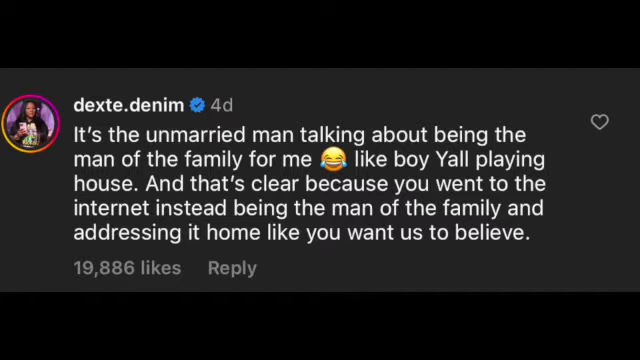 dexte.denim 4d
It's the unmarried man talking about being the
man of the family for me 😂 like boy Yall playing
house. And that's clear because you went to the
internet instead being the man of the family and
addressing it home like you want us to believe.
19,886 likes Reply